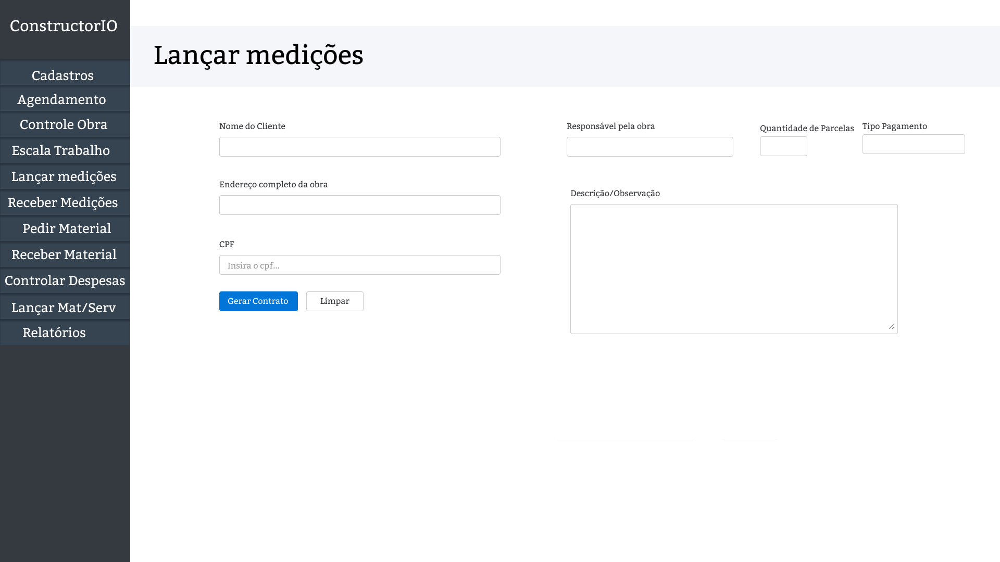 ConstructorIO
Cadastros
Agendamento
Controle Obra
Escala Trabalho
Lançar medições
Receber Medições
Pedir Material
Receber Material
Controlar Despesas
Lançar Mat/Serv
Relatórios
Lançar medições
Nome do Cliente
Endereço completo da obra
CPF
Insira o cpf...
Gerar Contrato
Limpar
Responsável pela obra
Quantidade de Parcelas
Tipo Pagamento
Descrição/Observação